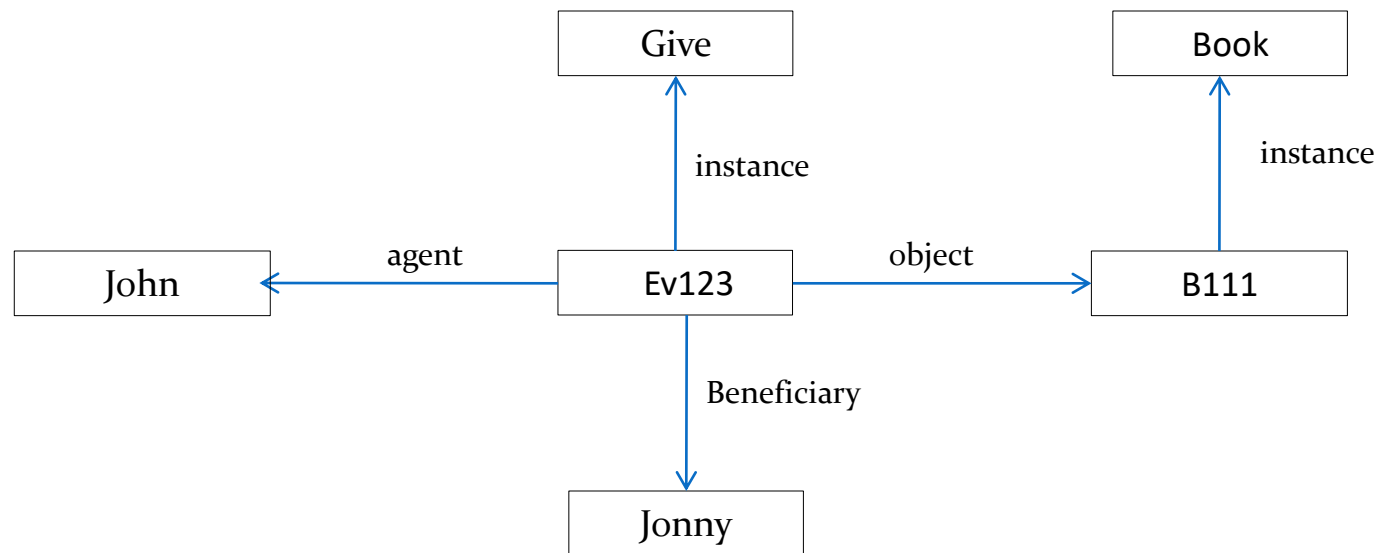 Give
Book
instance
instance
agent
object
John
Ev123
B111
Beneficiary
Jonny